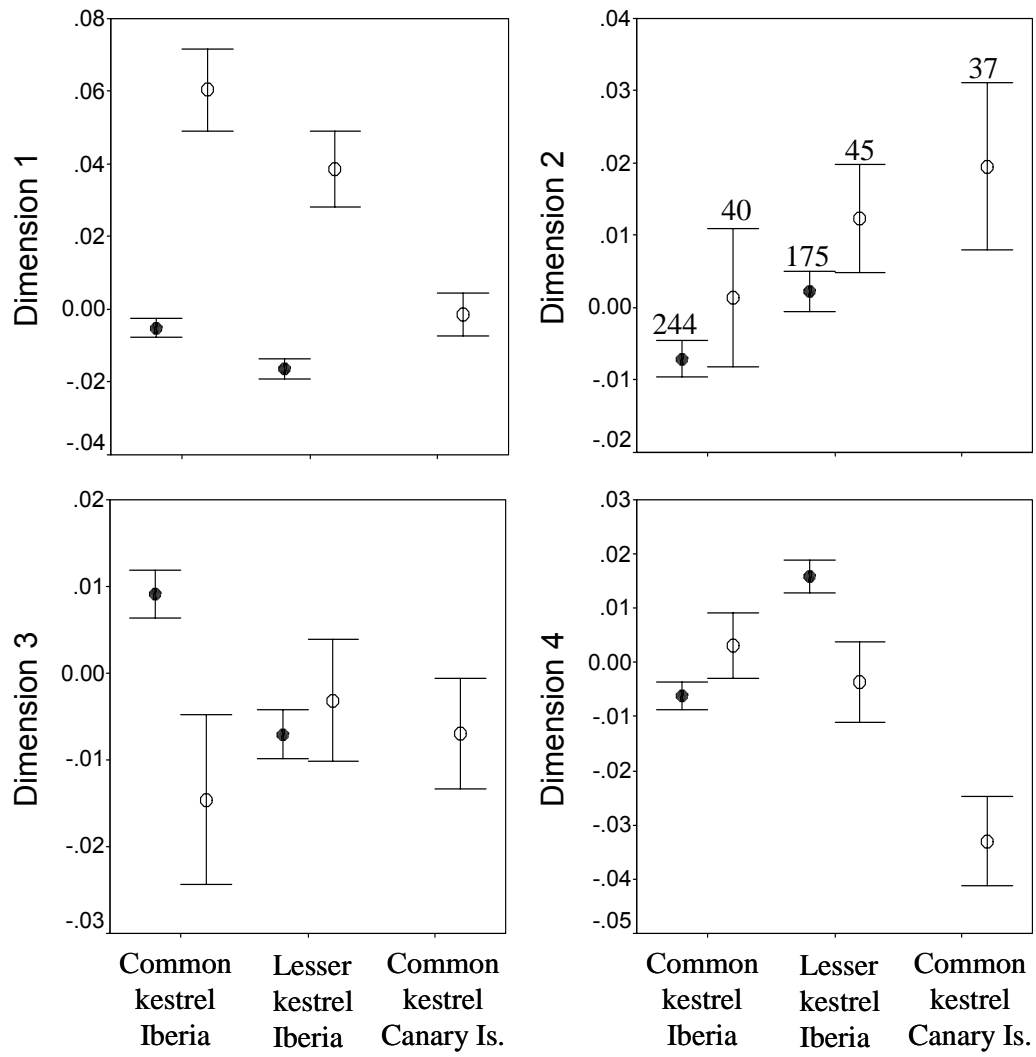 Dimension 1
.08
.06
.04
.02
0.00
-.02
-.04
Dimension 2
.04
.03
.02
.01
0.00
-.01
-.02
244
40
175
45
37
Dimension 3
.02
.01
0.00
-.01
-.02
-.03
Common
kestrel
Iberia
Lesser
kestrel
Iberia
Common
kestrel
Canary Is.
Dimension 4
.03
.02
.01
0.00
-.01
-.02
-.03
-.04
-.05
Common
kestrel
Iberia
Lesser
kestrel
Iberia
Common
kestrel
Canary Is.